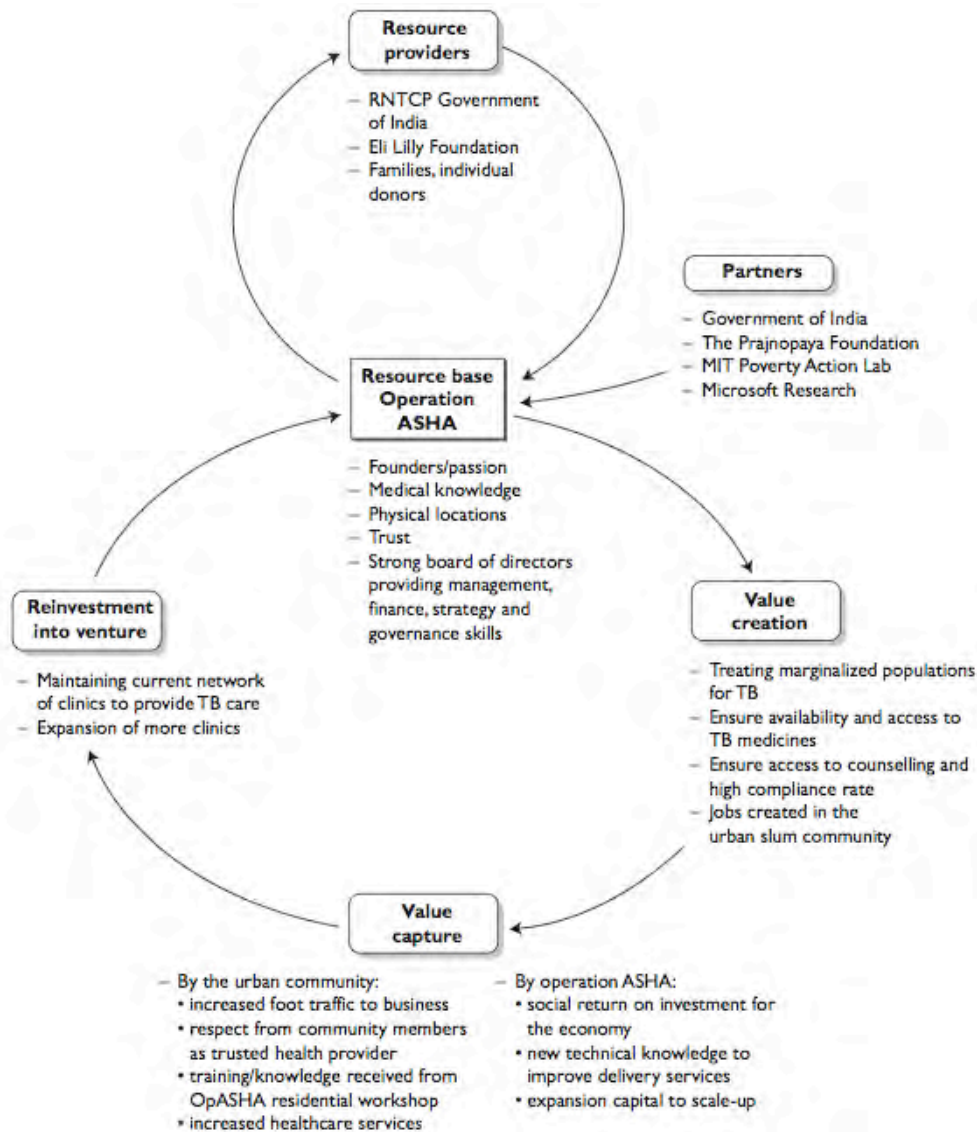 Resource
providers
– RNTCP Government
of India
– Eli Lilly Foundation
– Families, individual
donors
Partners
– Government of India
– The Prajnopaya Foundation
– MIT Poverty Action Lab
– Microsoft Research
Resource base
Operation
ASHA
– Founders/passion
– Medical knowledge
– Physical locations
– Trust
– Strong board of directors
providing management,
finance, strategy and
governance skills
Value
creation
– Treating marginalized populations
for TB
– Ensure availability and access to
TB medicines
– Ensure access to counselling and
high compliance rate
– Jobs created in the
urban slum community
Value
capture
– By the urban community:
• increased foot traffic to business
• respect from community members
as trusted health provider
• training/knowledge received from
OpASHA residential workshop
• increased healthcare services
– By operation ASHA:
• social return on investment for
the economy
• new technical knowledge to
improve delivery services
• expansion capital to scale-up
Reinvestment
into venture
– Maintaining current network
of clinics to provide TB care
– Expansion of more clinics